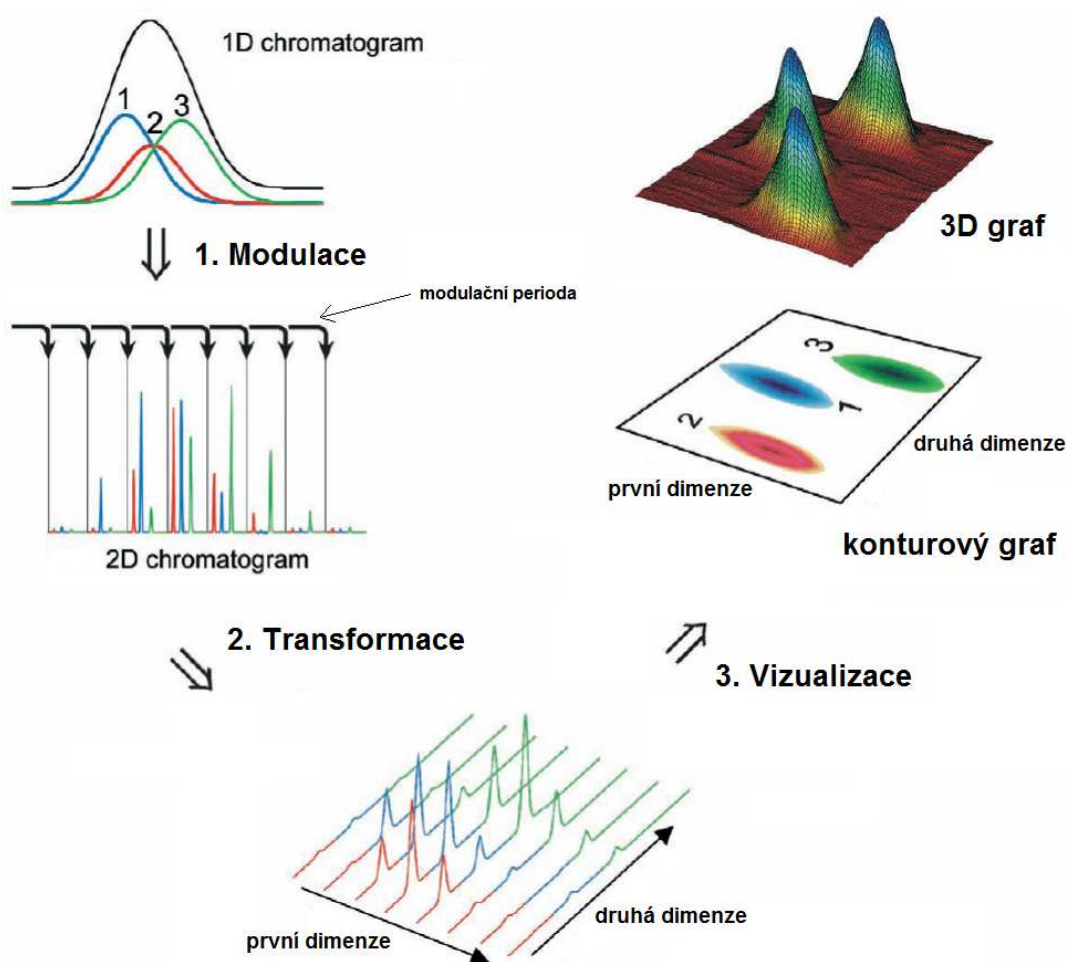 1D chromatogram
1
2
3
1. Modulace
modulační perioda
2D chromatogram
3D graf
3
1
2
druhá dimenze
první dimenze
konturový graf
2. Transformace
3. Vizualizace
druhá dimenze
první dimenze